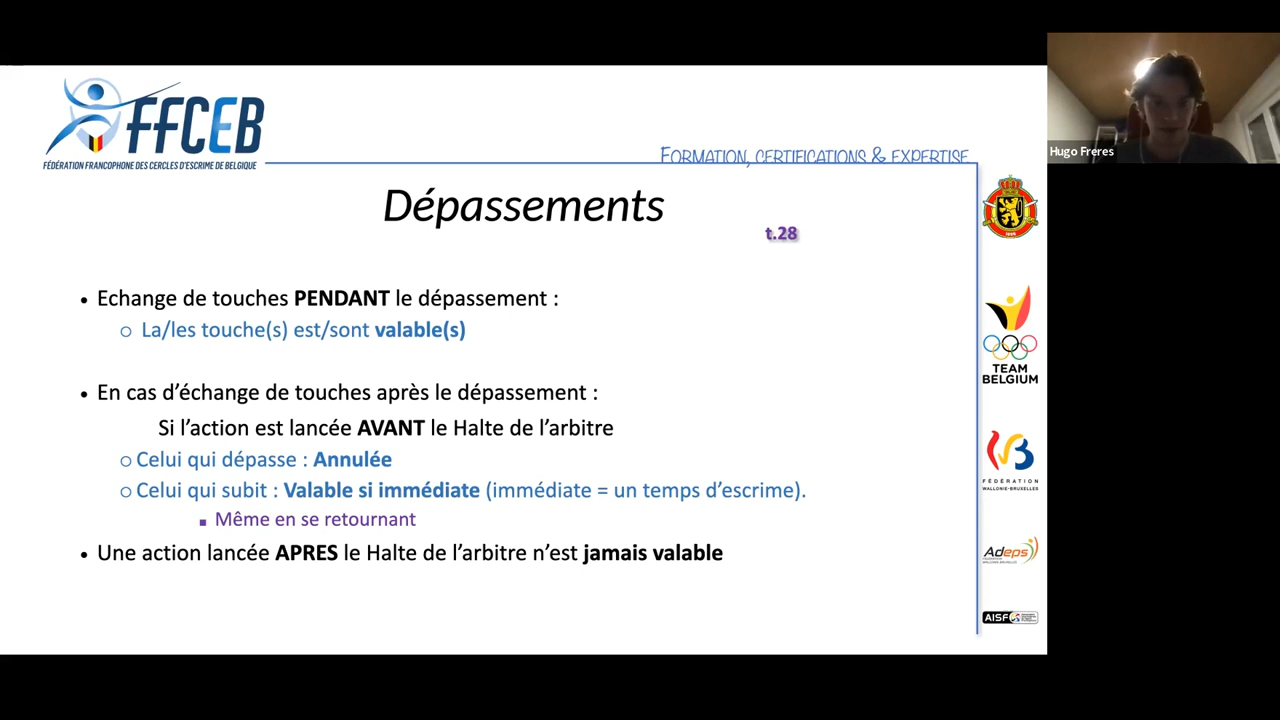 FFCEB
FÉDÉRATION FRANCOPHONE DES CERCLES D'ESCRIME DE BELGIQUE
FORMATION, CERTIFICATIONS & EXPERTISE
Hugo Freres
Dépassements
t.28
• Echange de touches PENDANT le dépassement :
o La/les touche(s) est/sont valable(s)
• En cas d'échange de touches après le dépassement :
Si l'action est lancée AVANT le Halte de l'arbitre
o Celui qui dépasse : Annulée
o Celui qui subit : Valable si immédiate (immédiate = un temps d'escrime).
▪ Même en se retournant
• Une action lancée APRES le Halte de l'arbitre n'est jamais valable
TEAM
BELGIUM
FÉDÉRATION
WALLONIE-BRUXELLES
Adeps
AISF